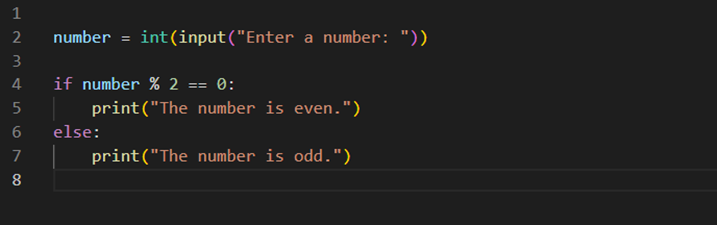 1
2 number = int(input("Enter a number: "))
3
4 if number % 2 == 0:
5     print("The number is even.")
6 else:
7     print("The number is odd.")
8